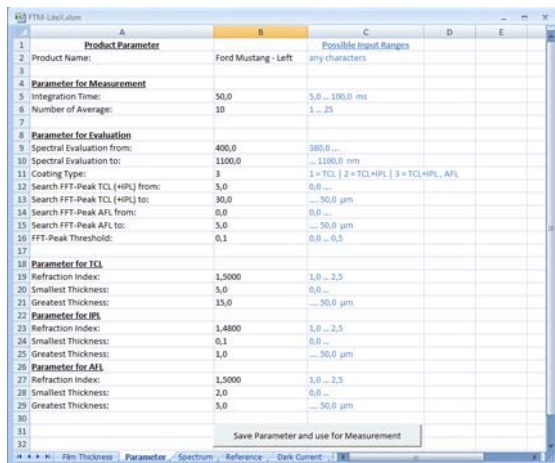 FTM-LiteX.xlsm
A B C D E
1 Product Parameter Possible Input Ranges
2 Product Name: Ford Mustang - Left any characters
3
4 Parameter for Measurement
5 Integration Time: 50,0 5,0 ... 100,0 ms
6 Number of Average: 10 1 ... 25
7
8 Parameter for Evaluation
9 Spectral Evaluation from: 400,0 380,0 ...
10 Spectral Evaluation to: 1100,0 ... 1100,0 nm
11 Coating Type: 3 1 = TCL | 2 = TCL+IPL | 3 = TCL+IPL , AFL
12 Search FFT-Peak TCL (+IPL) from: 5,0 0,0 ....
13 Search FFT-Peak TCL (+IPL) to: 30,0 .... 50,0 µm
14 Search FFT-Peak AFL from: 0,0 0,0 ....
15 Search FFT-Peak AFL to: 5,0 .... 50,0 µm
16 FFT-Peak Threshold: 0,1 0,0 ... 0,5
17
18 Parameter for TCL
19 Refraction Index: 1,5000 1,0 ... 2,5
20 Smallest Thickness: 5,0 0,0 ...
21 Greatest Thickness: 15,0 .... 50,0 µm
22 Parameter for IPL
23 Refraction Index: 1,4800 1,0 ... 2,5
24 Smallest Thickness: 0,1 0,0 ...
25 Greatest Thickness: 1,0 .... 50,0 µm
26 Parameter for AFL
27 Refraction Index: 1,5000 1,0 ... 2,5
28 Smallest Thickness: 2,0 0,0 ...
29 Greatest Thickness: 5,0 .... 50,0 µm
30
31
Save Parameter and use for Measurement
32
Film Thickness Parameter Spectrum Reference Dark Current